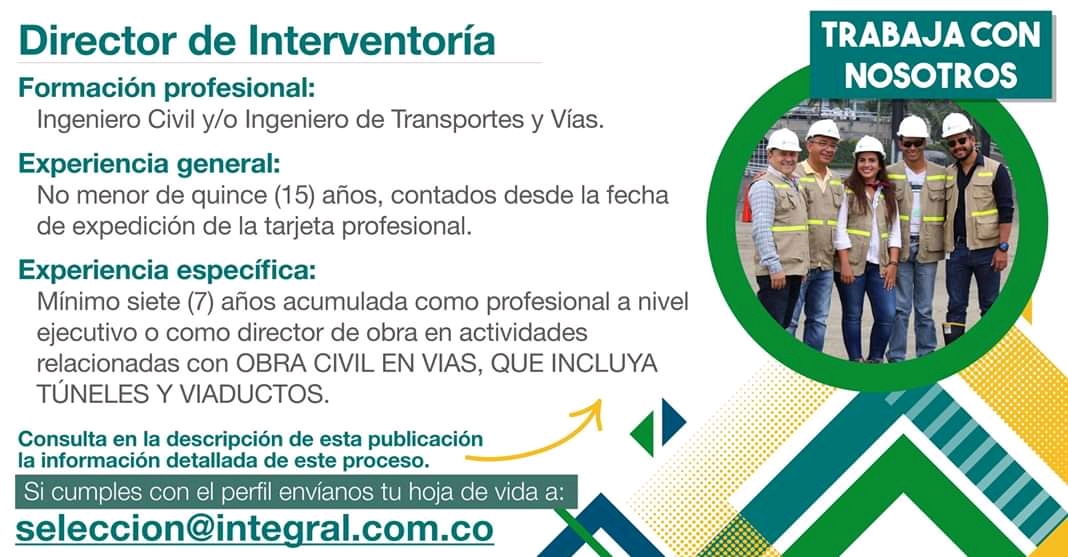 Director de Interventoría
TRABAJA CON
NOSOTROS
Formación profesional:
Ingeniero Civil y/o Ingeniero de Transportes y Vías.
Experiencia general:
No menor de quince (15) años, contados desde la fecha
de expedición de la tarjeta profesional.
Experiencia específica:
Mínimo siete (7) años acumulada como profesional a nivel
ejecutivo o como director de obra en actividades
relacionadas con OBRA CIVIL EN VIAS, QUE INCLUYA
TÚNELES Y VIADUCTOS.
Consulta en la descripción de esta publicación
la información detallada de este proceso.
Si cumples con el perfil envíanos tu hoja de vida a:
seleccion@integral.com.co